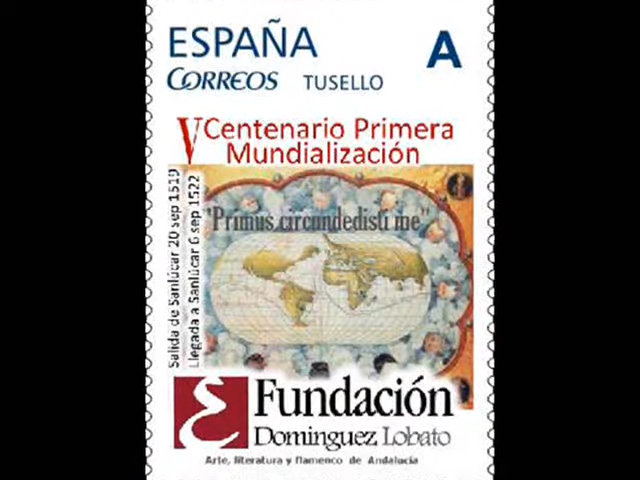 ESPAÑA A
CORREOS TUSELLO
V Centenario Primera
Mundialización
Salida de Sanlúcar 20 sep 1519
Llegada a Sanlúcar 6 sep 1522
"Primus circundedisti me"
Fundación
Dominguez Lobato
Arte, literatura y flamenco de Andalucía